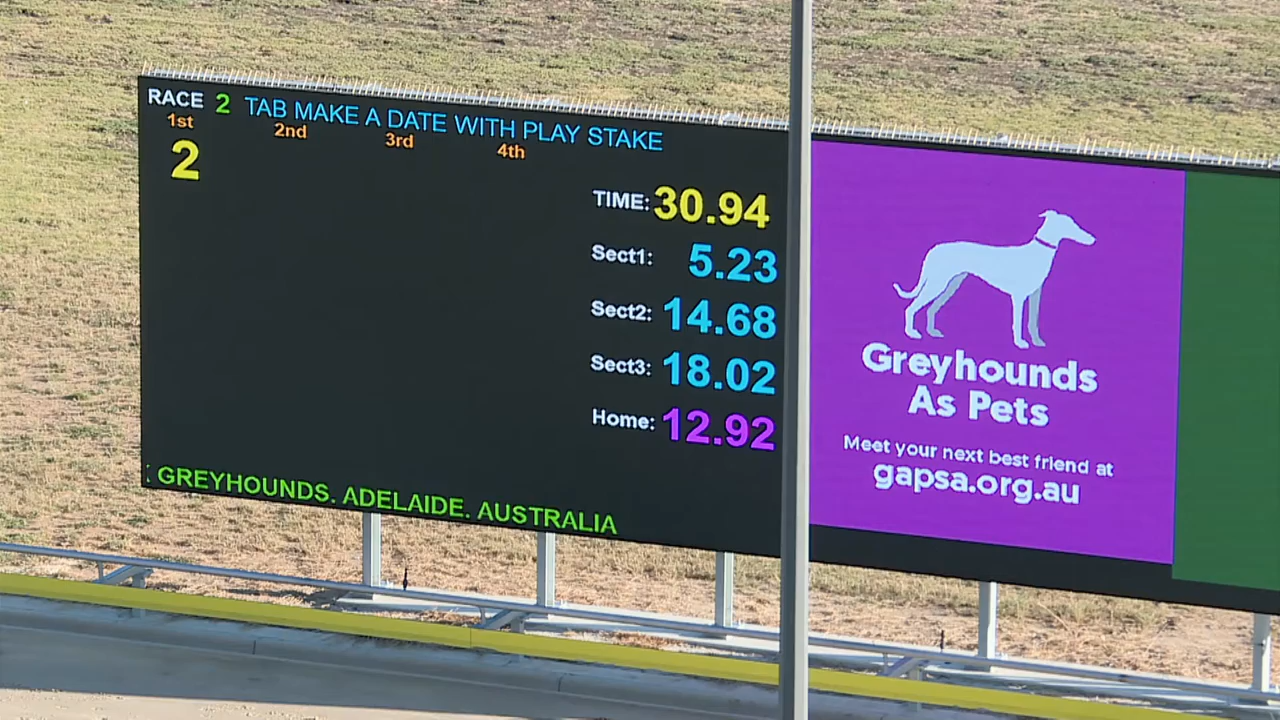 RACE 2 TAB MAKE A DATE WITH PLAY STAKE
1st 2nd 3rd 4th
2
TIME: 30.94
Sect1: 5.23
Sect2: 14.68
Sect3: 18.02
Home: 12.92
GREYHOUNDS. ADELAIDE. AUSTRALIA
Greyhounds
As Pets
Meet your next best friend at
gapsa.org.au